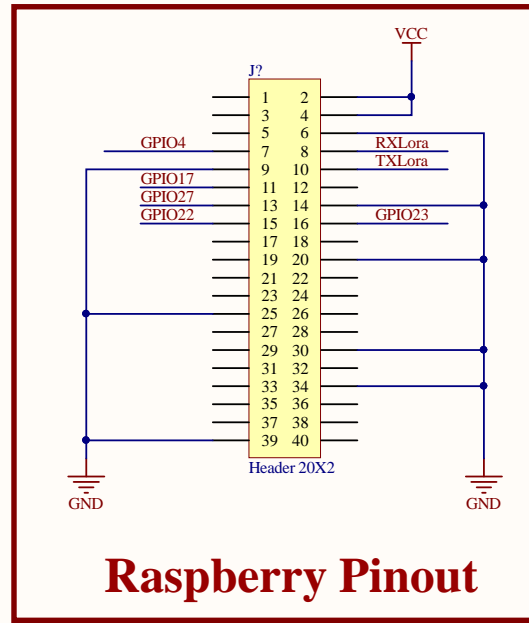 VCC
J?
1 2
3 4
5 6
GPIO4 7 8 RXLora
9 10 TXLora
GPIO17 11 12
GPIO27 13 14
GPIO22 15 16 GPIO23
17 18
19 20
21 22
23 24
25 26
27 28
29 30
31 32
33 34
35 36
37 38
39 40
Header 20X2
GND GND
Raspberry Pinout